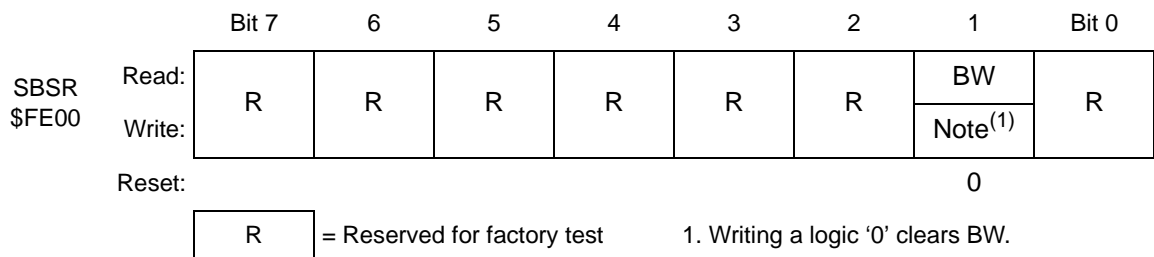 Bit 7 6 5 4 3 2 1 Bit 0
SBSR
$FE00
Read:
Write:
R R R R R R BW R
Note(1)
Reset: 0
R = Reserved for factory test 1. Writing a logic ‘0’ clears BW.